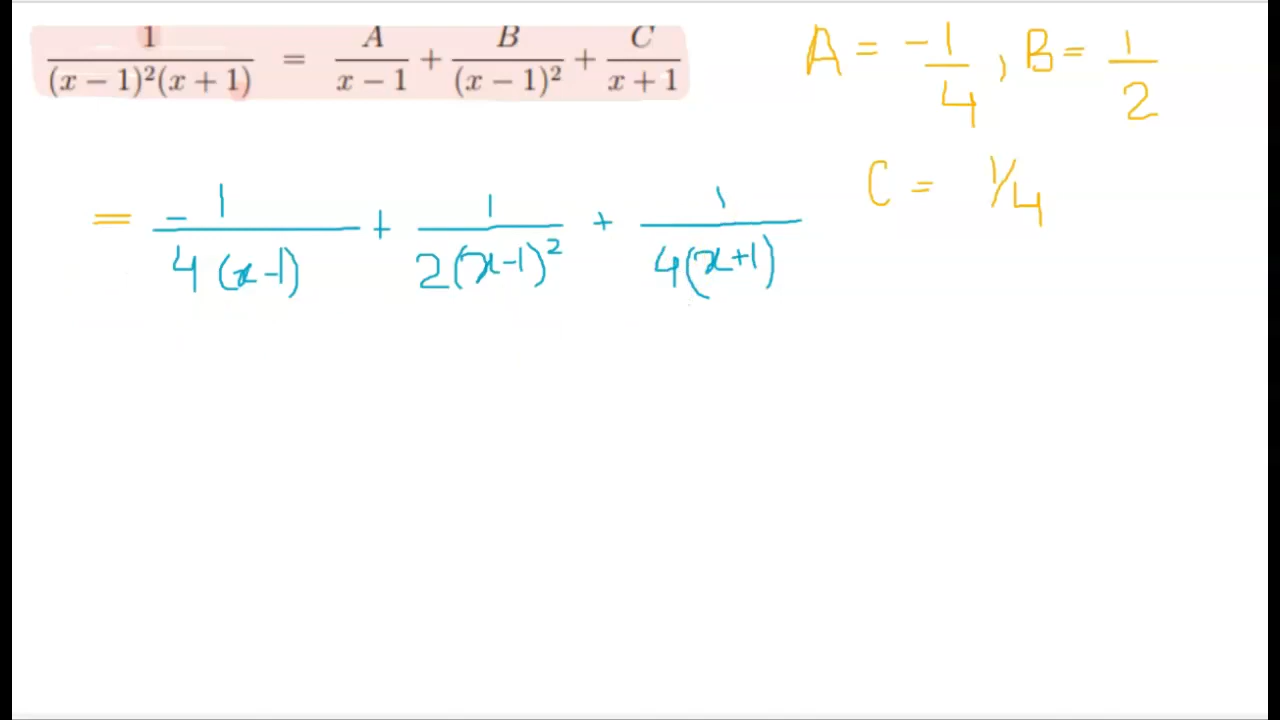 1/((x − 1)²(x + 1)) = A/(x − 1) + B/(x − 1)² + C/(x + 1)
A = -1/4 , B = 1/2
C = 1/4
= -1/(4(x-1)) + 1/(2(x-1)²) + 1/(4(x+1))